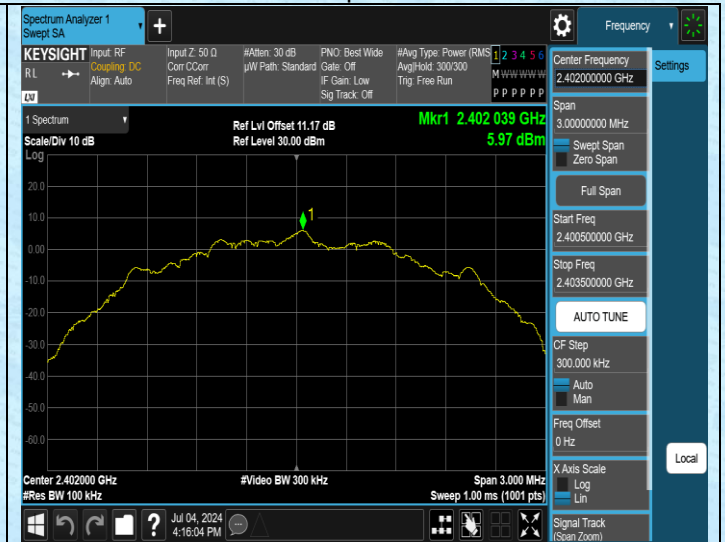 Spectrum Analyzer 1
Swept SA
+
Frequency
KEYSIGHT
RL
LXI
Input: RF
Coupling: DC
Align: Auto
Input Z: 50 Ω
Corr CCorr
Freq Ref: Int (S)
#Atten: 30 dB
µW Path: Standard
PNO: Best Wide
Gate: Off
IF Gain: Low
Sig Track: Off
#Avg Type: Power (RMS
Avg|Hold: 300/300
Trig: Free Run
1 2 3 4 5 6
M W W W W W
P P P P P P
1 Spectrum
Scale/Div 10 dB
Ref Lvl Offset 11.17 dB
Ref Level 30.00 dBm
Mkr1 2.402 039 GHz
5.97 dBm
Log
20.0
10.0
0.00
-10.0
-20.0
-30.0
-40.0
-50.0
-60.0
1
Center 2.402000 GHz
#Res BW 100 kHz
#Video BW 300 kHz
Span 3.000 MHz
Sweep 1.00 ms (1001 pts)
?
Jul 04, 2024
4:16:04 PM
Center Frequency
2.402000000 GHz
Span
3.00000000 MHz
Swept Span
Zero Span
Full Span
Start Freq
2.400500000 GHz
Stop Freq
2.403500000 GHz
AUTO TUNE
CF Step
300.000 kHz
Auto
Man
Freq Offset
0 Hz
X Axis Scale
Log
Lin
Signal Track
(Span Zoom)
Settings
Local